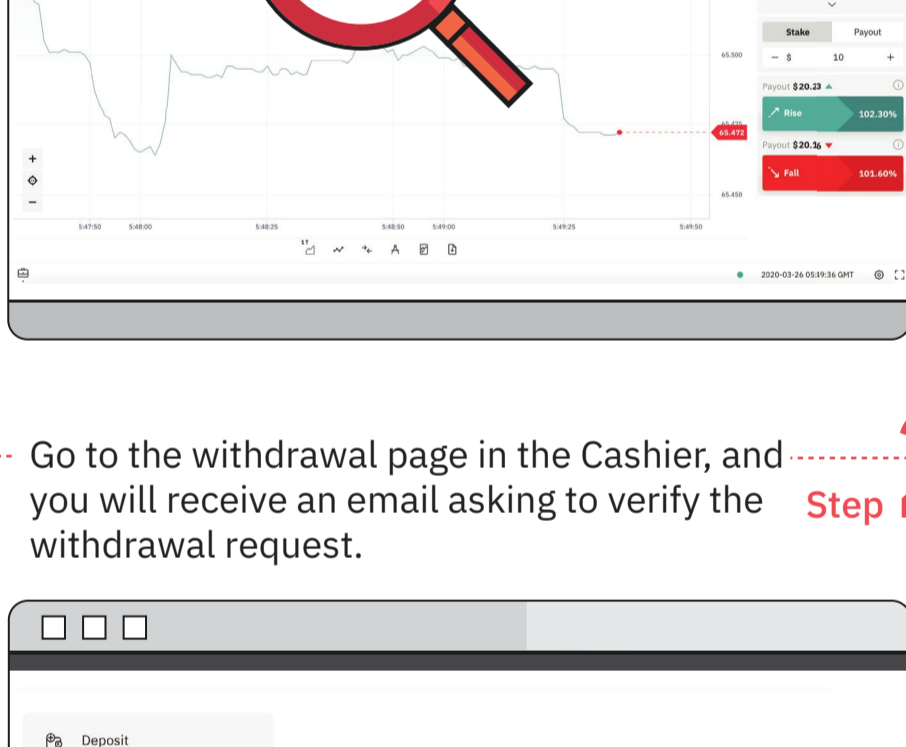 Stake Payout
65.500
− $ 10 +
Payout $20.23
Rise 102.30%
65.472
Payout $20.16
Fall 101.60%
65.450
+
−
5:47:50 5:48:00 5:48:25 5:48:50 5:49:00 5:49:25 5:49:50
1T
2020-03-26 05:19:36 GMT
Go to the withdrawal page in the Cashier, and
you will receive an email asking to verify the
withdrawal request.
Step
Deposit